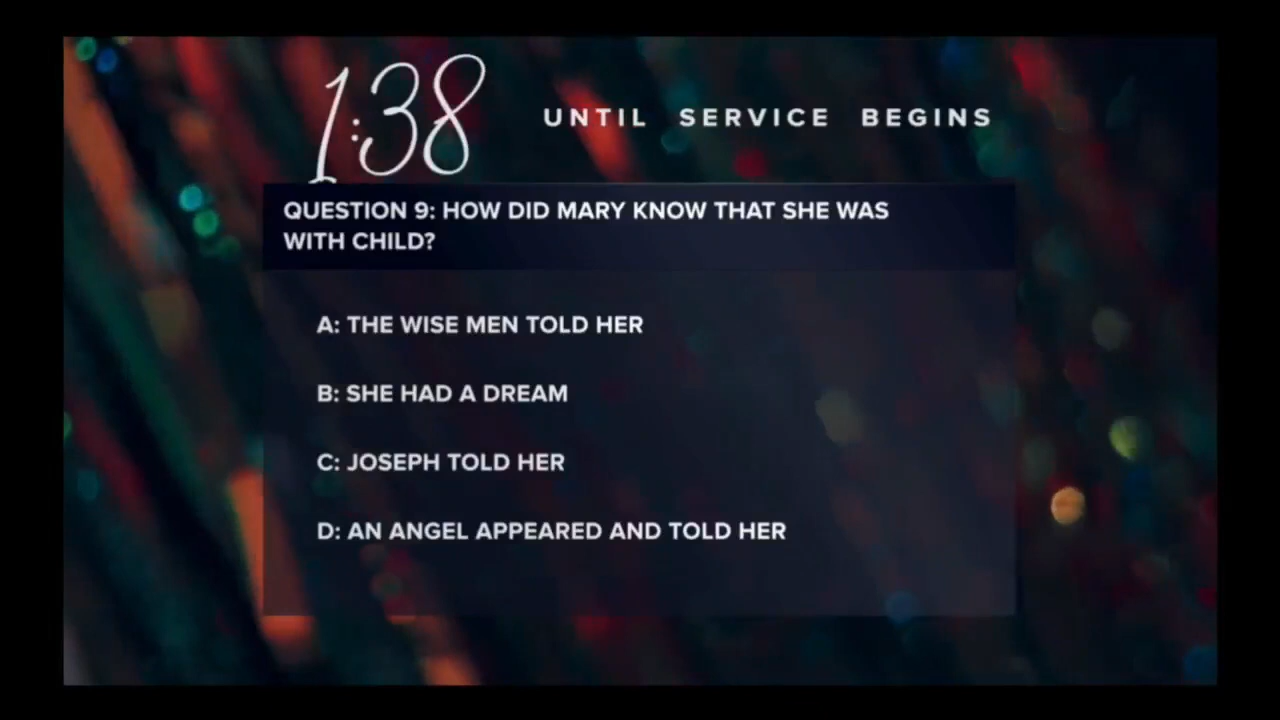 1:38 UNTIL SERVICE BEGINS
QUESTION 9: HOW DID MARY KNOW THAT SHE WAS
WITH CHILD?
A: THE WISE MEN TOLD HER
B: SHE HAD A DREAM
C: JOSEPH TOLD HER
D: AN ANGEL APPEARED AND TOLD HER